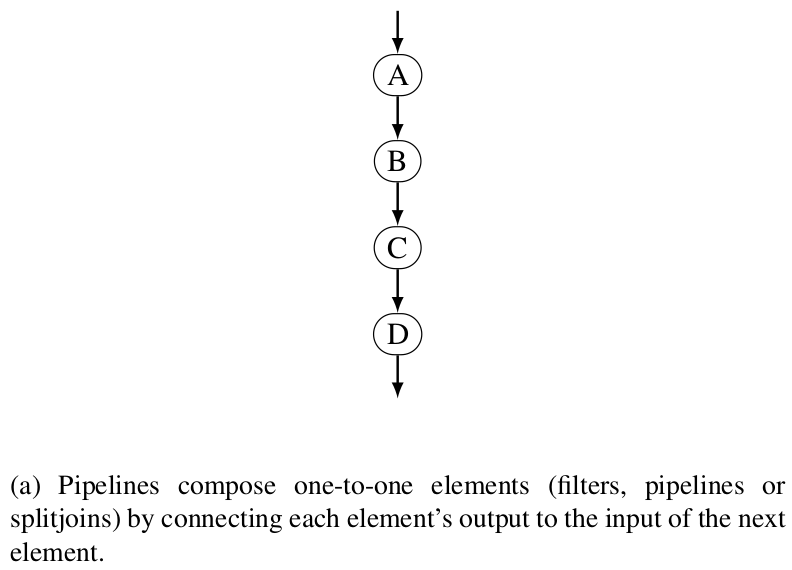 A
B
C
D
(a) Pipelines compose one-to-one elements (filters, pipelines or
splitjoins) by connecting each element’s output to the input of the next
element.